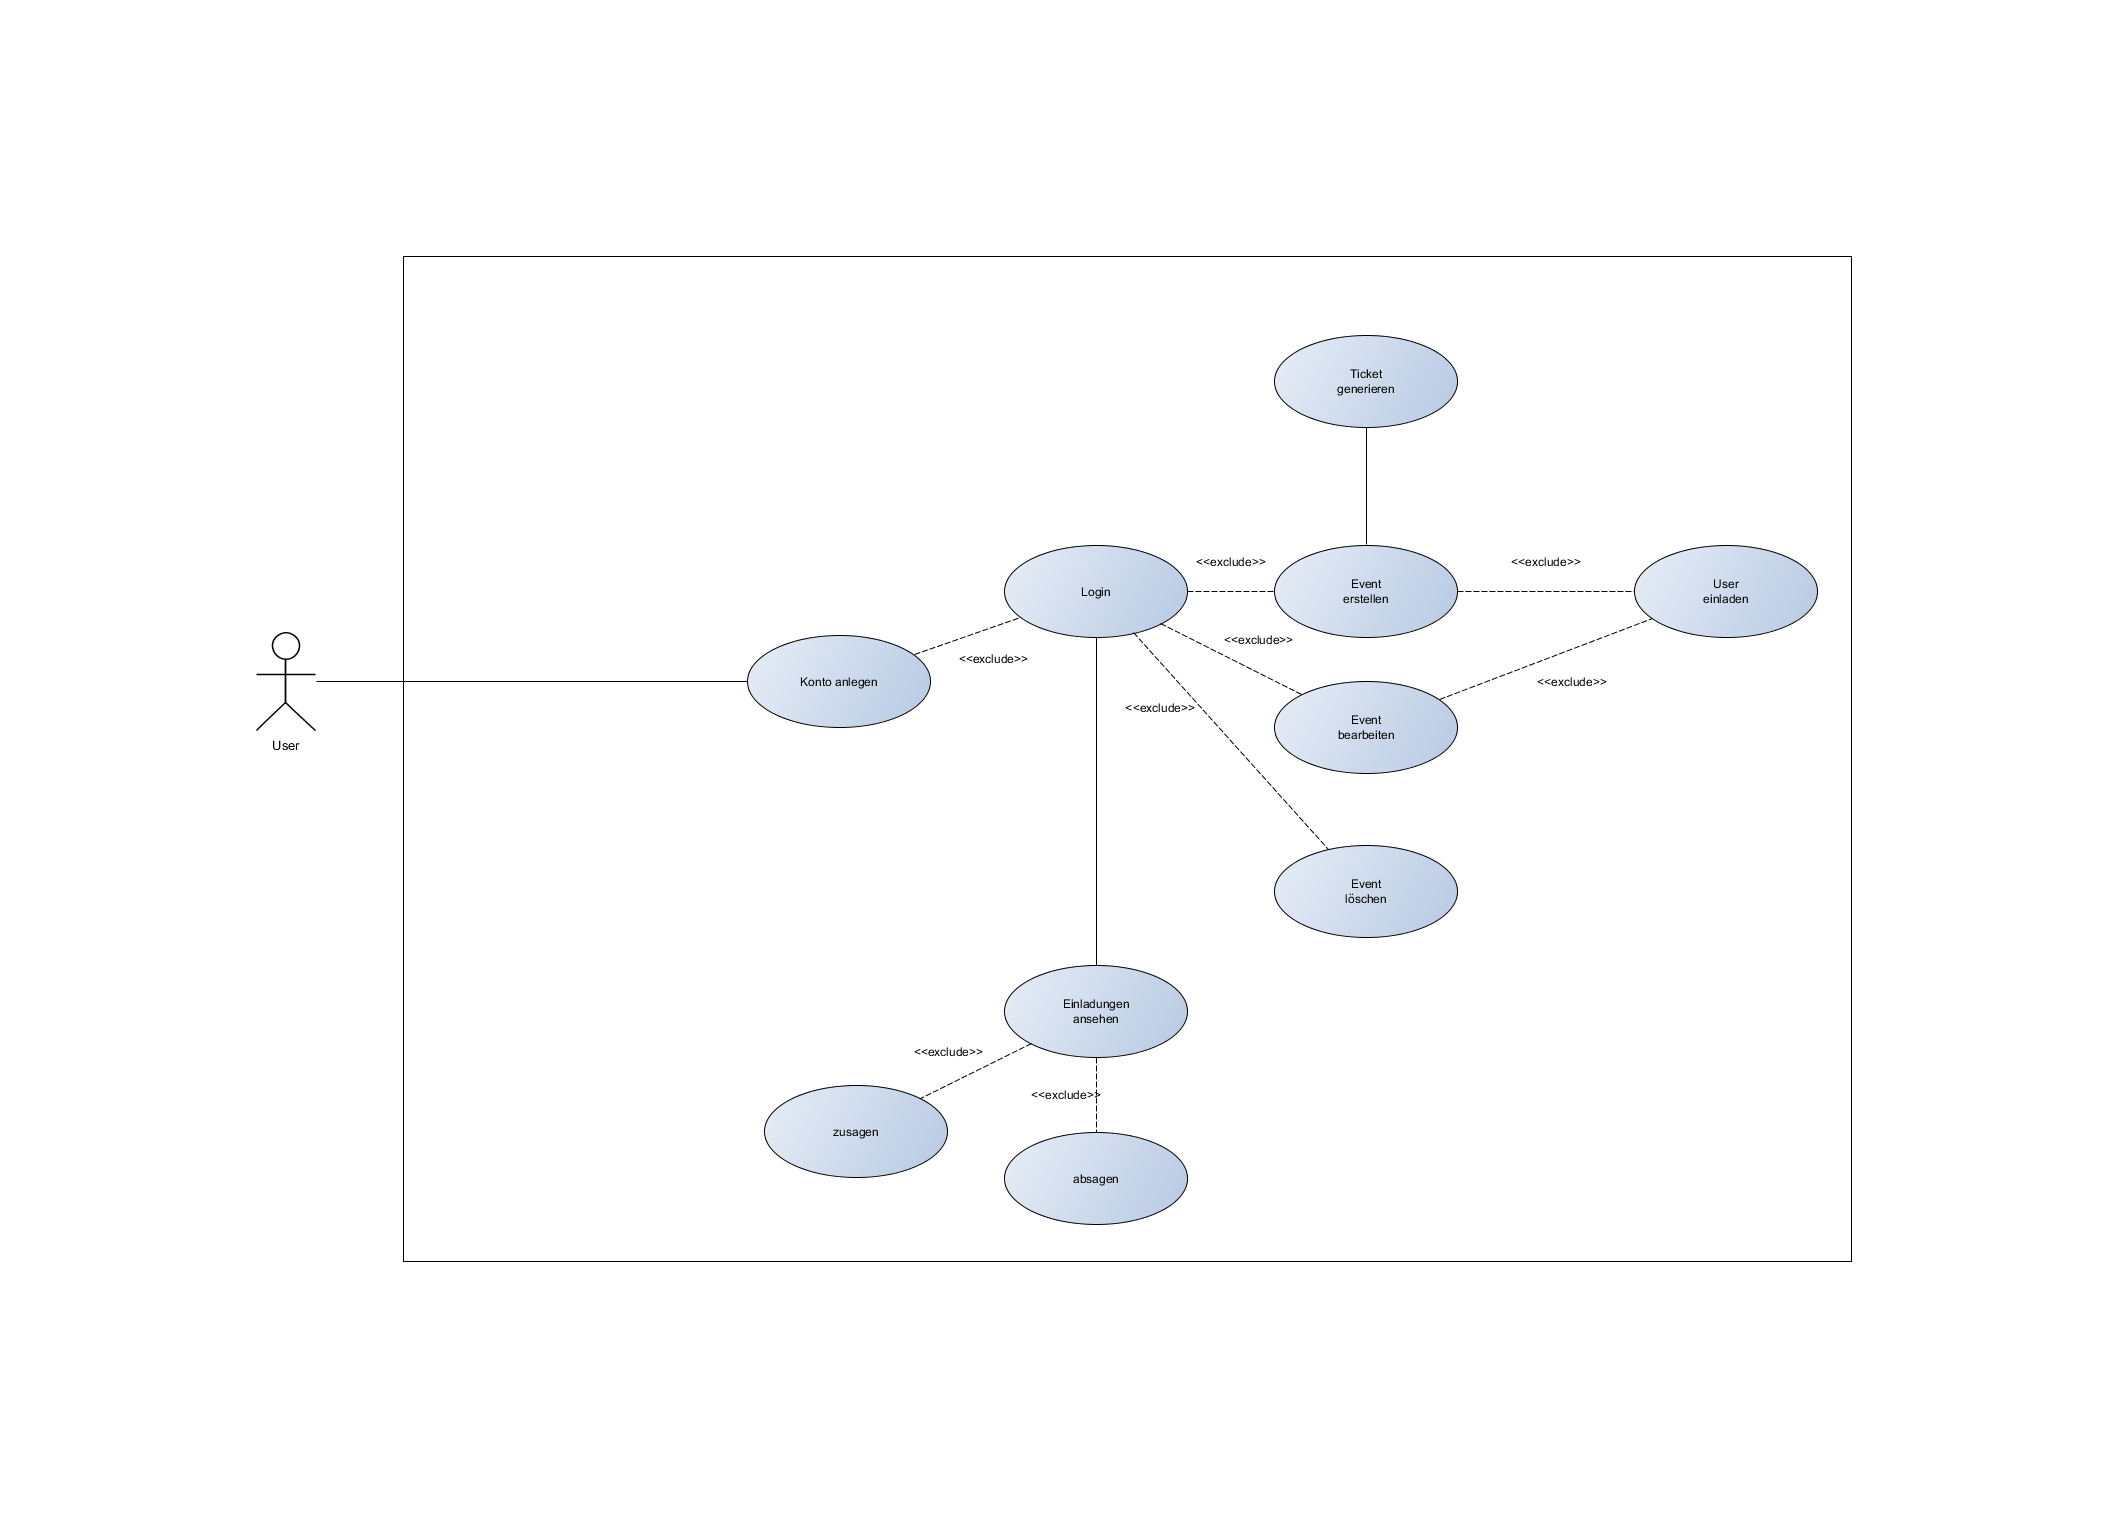 Ticket
generieren
<<exclude>>
<<exclude>>
Login
Event
erstellen
User
einladen
<<exclude>>
<<exclude>>
Konto anlegen
<<exclude>>
<<exclude>>
Event
bearbeiten
User
Event
löschen
Einladungen
ansehen
<<exclude>>
<<exclude>>
zusagen
absagen